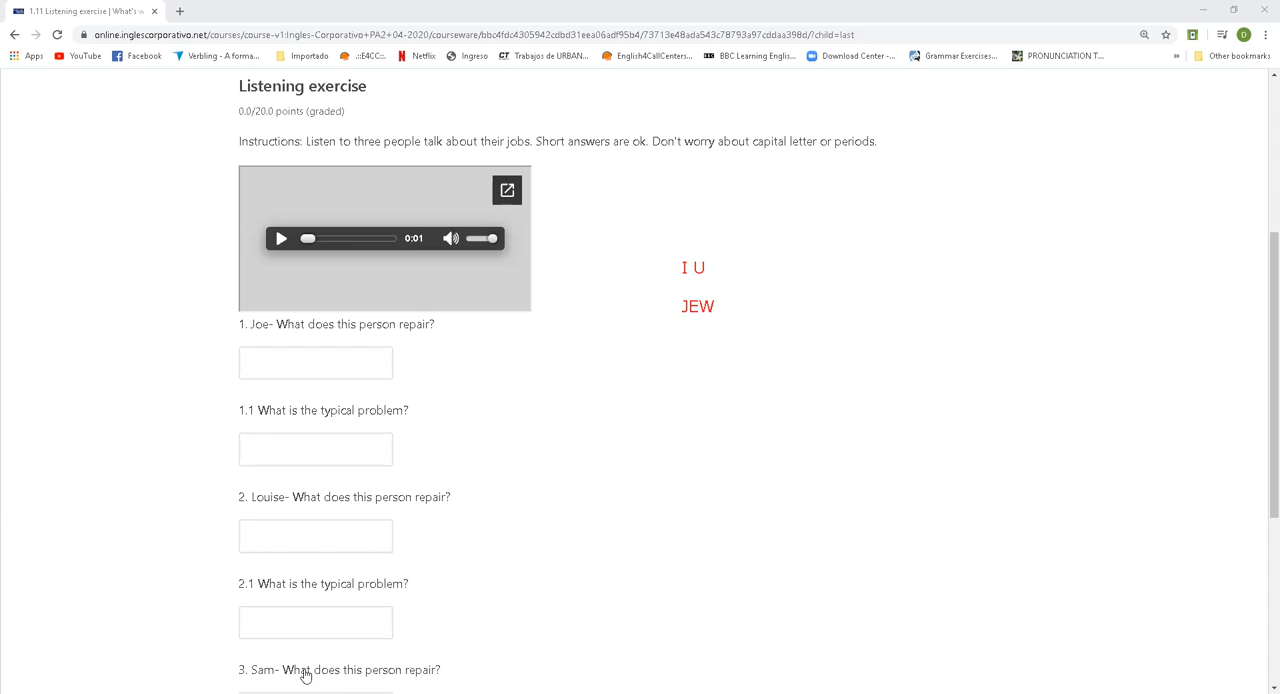 1.11 Listening exercise | What's w
online.inglescorporativo.net/courses/course-v1:Ingles-Corporativo+PA2+04-2020/courseware/bbc4fdc4305942cdbd31eea06adf95b4/73713e48ada543c78793a97cddaa398d/?child=last
D
Apps YouTube Facebook Verbling - A forma... Importado .::E4CC::. Netflix Ingreso CT Trabajos de URBAN... English4CallCenters... BBC Learning Englis... Download Center -... Grammar Exercises... PRONUNCIATION T... » Other bookmarks
Listening exercise
0.0/20.0 points (graded)
Instructions: Listen to three people talk about their jobs. Short answers are ok. Don't worry about capital letter or periods.
0:01
I U
JEW
1. Joe- What does this person repair?
1.1 What is the typical problem?
2. Louise- What does this person repair?
2.1 What is the typical problem?
3. Sam- What does this person repair?